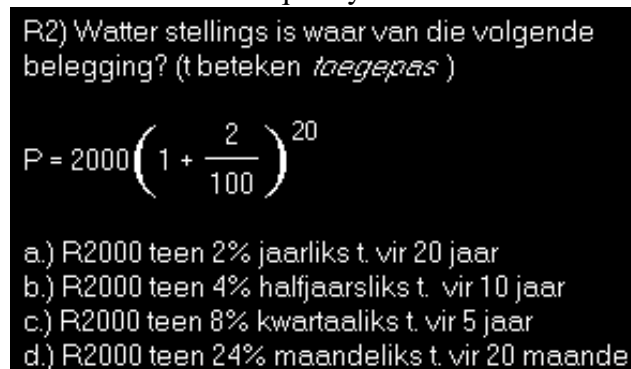 R2) Watter stellings is waar van die volgende
belegging? (t beteken toegepas )
P = 2000(1 + 2/100)^20
a.) R2000 teen 2% jaarliks t. vir 20 jaar
b.) R2000 teen 4% halfjaarsliks t. vir 10 jaar
c.) R2000 teen 8% kwartaaliks t. vir 5 jaar
d.) R2000 teen 24% maandeliks t. vir 20 maande